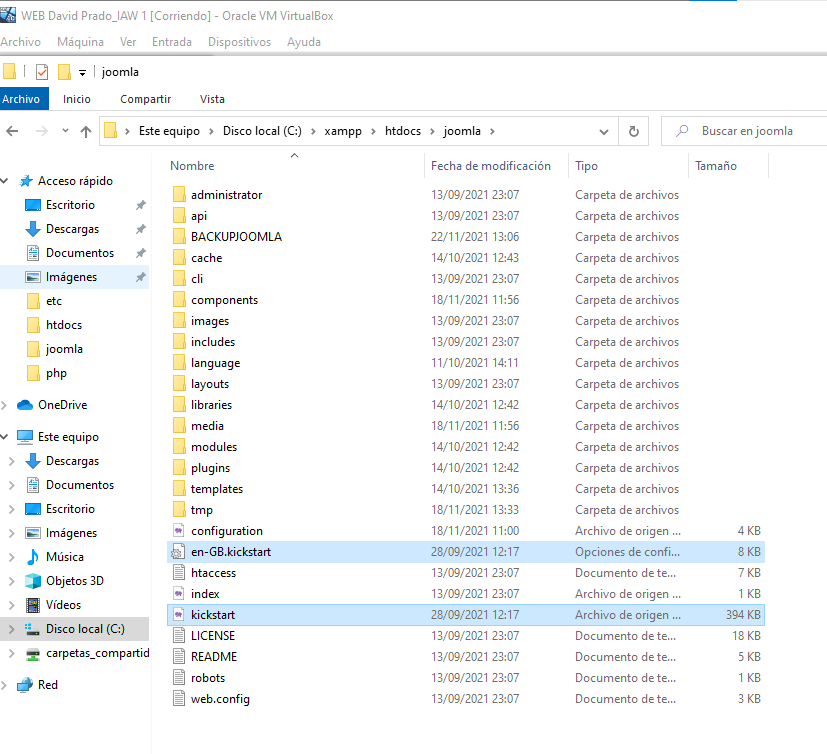 WEB David Prado_IAW 1 [Corriendo] - Oracle VM VirtualBox
Archivo Máquina Ver Entrada Dispositivos Ayuda
joomla
Archivo Inicio Compartir Vista
Este equipo Disco local (C:) xampp htdocs joomla Buscar en joomla
Nombre Fecha de modificación Tipo Tamaño
Acceso rápido
Escritorio
Descargas
Documentos
Imágenes
etc
htdocs
joomla
php
OneDrive
Este equipo
Descargas
Documentos
Escritorio
Imágenes
Música
Objetos 3D
Vídeos
Disco local (C:)
carpetas_compartid
Red
administrator 13/09/2021 23:07 Carpeta de archivos
api 13/09/2021 23:07 Carpeta de archivos
BACKUPJOOMLA 22/11/2021 13:06 Carpeta de archivos
cache 14/10/2021 12:43 Carpeta de archivos
cli 13/09/2021 23:07 Carpeta de archivos
components 18/11/2021 11:56 Carpeta de archivos
images 13/09/2021 23:07 Carpeta de archivos
includes 13/09/2021 23:07 Carpeta de archivos
language 11/10/2021 14:11 Carpeta de archivos
layouts 13/09/2021 23:07 Carpeta de archivos
libraries 14/10/2021 12:42 Carpeta de archivos
media 18/11/2021 11:56 Carpeta de archivos
modules 14/10/2021 12:42 Carpeta de archivos
plugins 14/10/2021 12:42 Carpeta de archivos
templates 14/10/2021 13:36 Carpeta de archivos
tmp 18/11/2021 13:33 Carpeta de archivos
configuration 18/11/2021 11:00 Archivo de origen ... 4 KB
en-GB.kickstart 28/09/2021 12:17 Opciones de confi... 8 KB
htaccess 13/09/2021 23:07 Documento de te... 7 KB
index 13/09/2021 23:07 Archivo de origen ... 1 KB
kickstart 28/09/2021 12:17 Archivo de origen ... 394 KB
LICENSE 13/09/2021 23:07 Documento de te... 18 KB
README 13/09/2021 23:07 Documento de te... 5 KB
robots 13/09/2021 23:07 Documento de te... 1 KB
web.config 13/09/2021 23:07 Documento de te... 3 KB